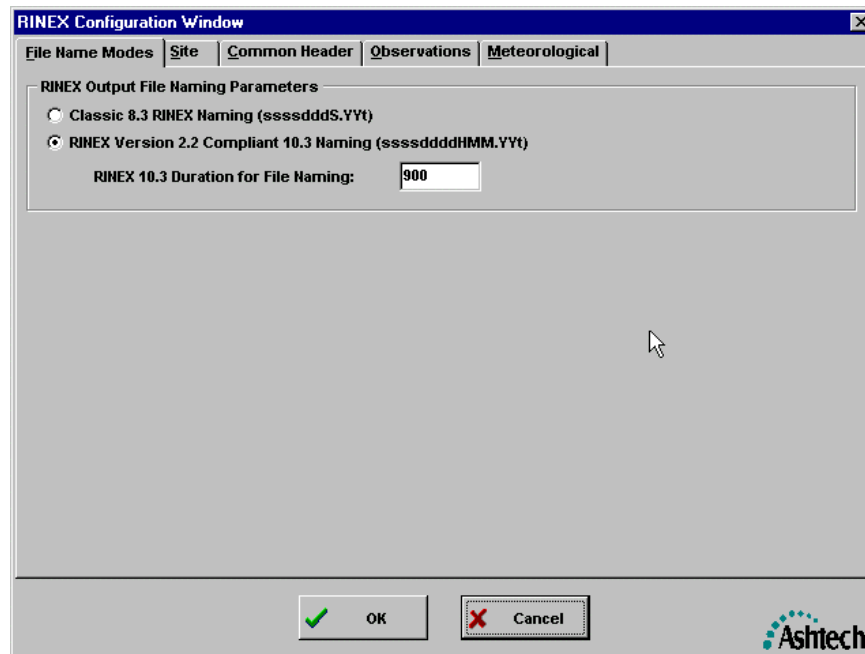 RINEX Configuration Window
File Name Modes Site Common Header Observations Meteorological
RINEX Output File Naming Parameters
Classic 8.3 RINEX Naming (ssssdddS.YYt)
RINEX Version 2.2 Compliant 10.3 Naming (ssssddddHMM.YYt)
RINEX 10.3 Duration for File Naming: 900
OK Cancel
Ashtech